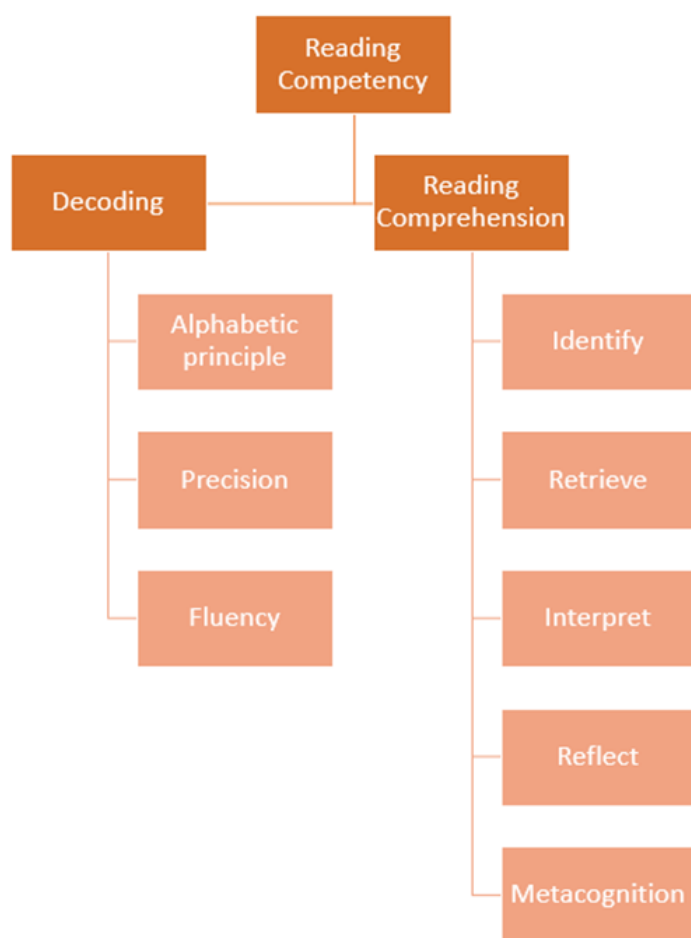 Reading
Competency
Decoding
Reading
Comprehension
Alphabetic
principle
Precision
Fluency
Identify
Retrieve
Interpret
Reflect
Metacognition